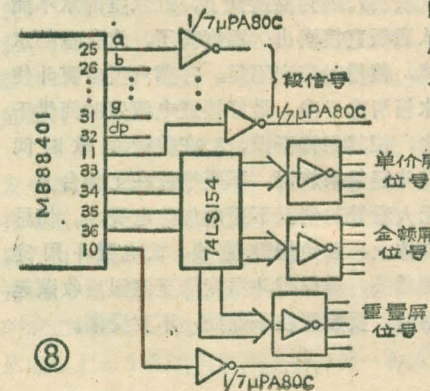 1/7μPA80C
25
a
26
b
段信号
31
g
32
dp
1/7μPA80C
11
MB88401
33
34
35
36
10
74LS154
单价屏
位号
金额屏
位号
重量屏
位号
⑧
1/7μPA80C